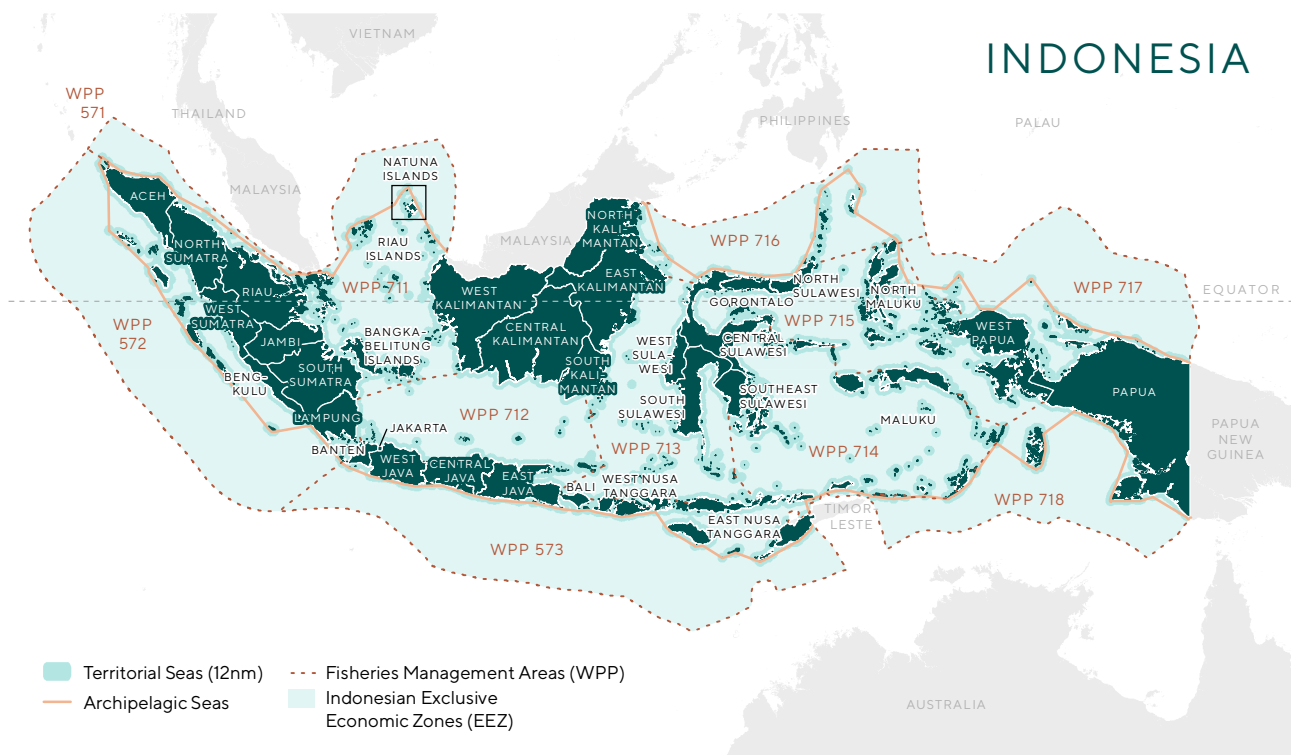 VIETNAM
INDONESIA
WPP
571
THAILAND
PHILIPPINES
PALAU
NATUNA
ISLANDS
MALAYSIA
ACEH
NORTH
KALI
MANTAN
NORTH
SUMATRA
RIAU
ISLANDS
MALAYSIA
WPP 716
EAST
KALIMANTAN
NORTH
SULAWESI
NORTH
MALUKU
WPP 717
EQUATOR
RIAU
WPP 711
WEST
KALIMANTAN
GORONTALO
WEST
SUMATRA
WPP
572
WPP 715
WEST
PAPUA
CENTRAL
KALIMANTAN
BANGKA-
BELITUNG
ISLANDS
JAMBI
WEST
SULA-
WESI
CENTRAL
SULAWESI
SOUTH
SUMATRA
BENG-
KULU
SOUTH
KALI
MANTAN
SOUTHEAST
SULAWESI
PAPUA
SOUTH
SULAWESI
LAMPUNG
WPP 712
MALUKU
JAKARTA
PAPUA
NEW
GUINEA
BANTEN
WPP 713
WPP 714
WEST
JAVA
CENTRAL
JAVA
EAST
JAVA
BALI
WEST NUSA
TANGGARA
WPP 718
TIMOR
LESTE
EAST NUSA
TANGGARA
WPP 573
Territorial Seas (12nm)
Archipelagic Seas
Fisheries Management Areas (WPP)
Indonesian Exclusive
Economic Zones (EEZ)
AUSTRALIA